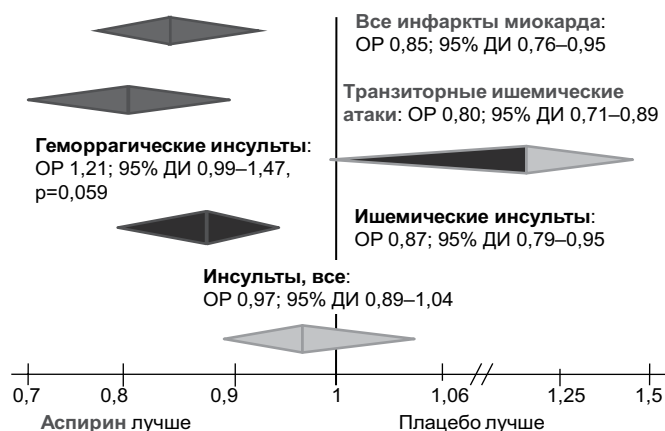 Все инфаркты миокарда:
ОР 0,85; 95% ДИ 0,76–0,95
Транзиторные ишемические
атаки: ОР 0,80; 95% ДИ 0,71–0,89
Геморрагические инсульты:
ОР 1,21; 95% ДИ 0,99–1,47,
p=0,059
Ишемические инсульты:
ОР 0,87; 95% ДИ 0,79–0,95
Инсульты, все:
ОР 0,97; 95% ДИ 0,89–1,04
0,7 0,8 0,9 1 1,06 1,25 1,5
Аспирин лучше Плацебо лучше